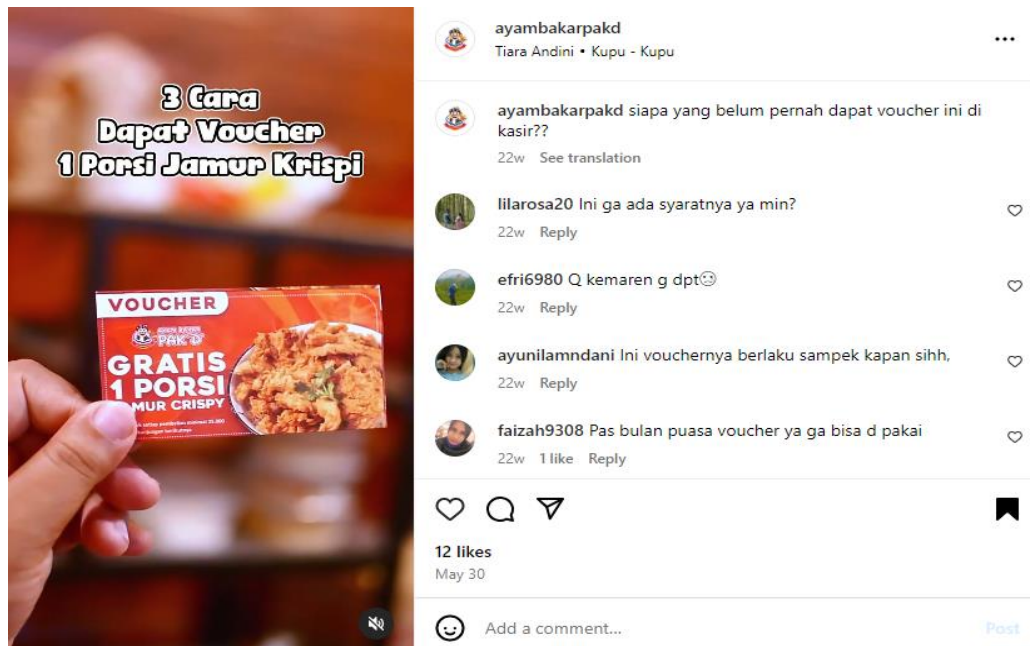 3 Cara
Dapat Voucher
1 Porsi Jamur Krispi
VOUCHER
AYAM BAKAR
PAK 'D'
GRATIS
1 PORSI
JAMUR CRISPY
setiap pembelian
ayambakarpakd
Tiara Andini • Kupu - Kupu
ayambakarpakd siapa yang belum pernah dapat voucher ini di
kasir??
22w See translation
lilarosa20 Ini ga ada syaratnya ya min?
22w Reply
efri6980 Q kemaren g dpt😥
22w Reply
ayunilamndani Ini vouchernya berlaku sampek kapan sihh,
22w Reply
faizah9308 Pas bulan puasa voucher ya ga bisa d pakai
22w 1 like Reply
12 likes
May 30
Add a comment...
Post